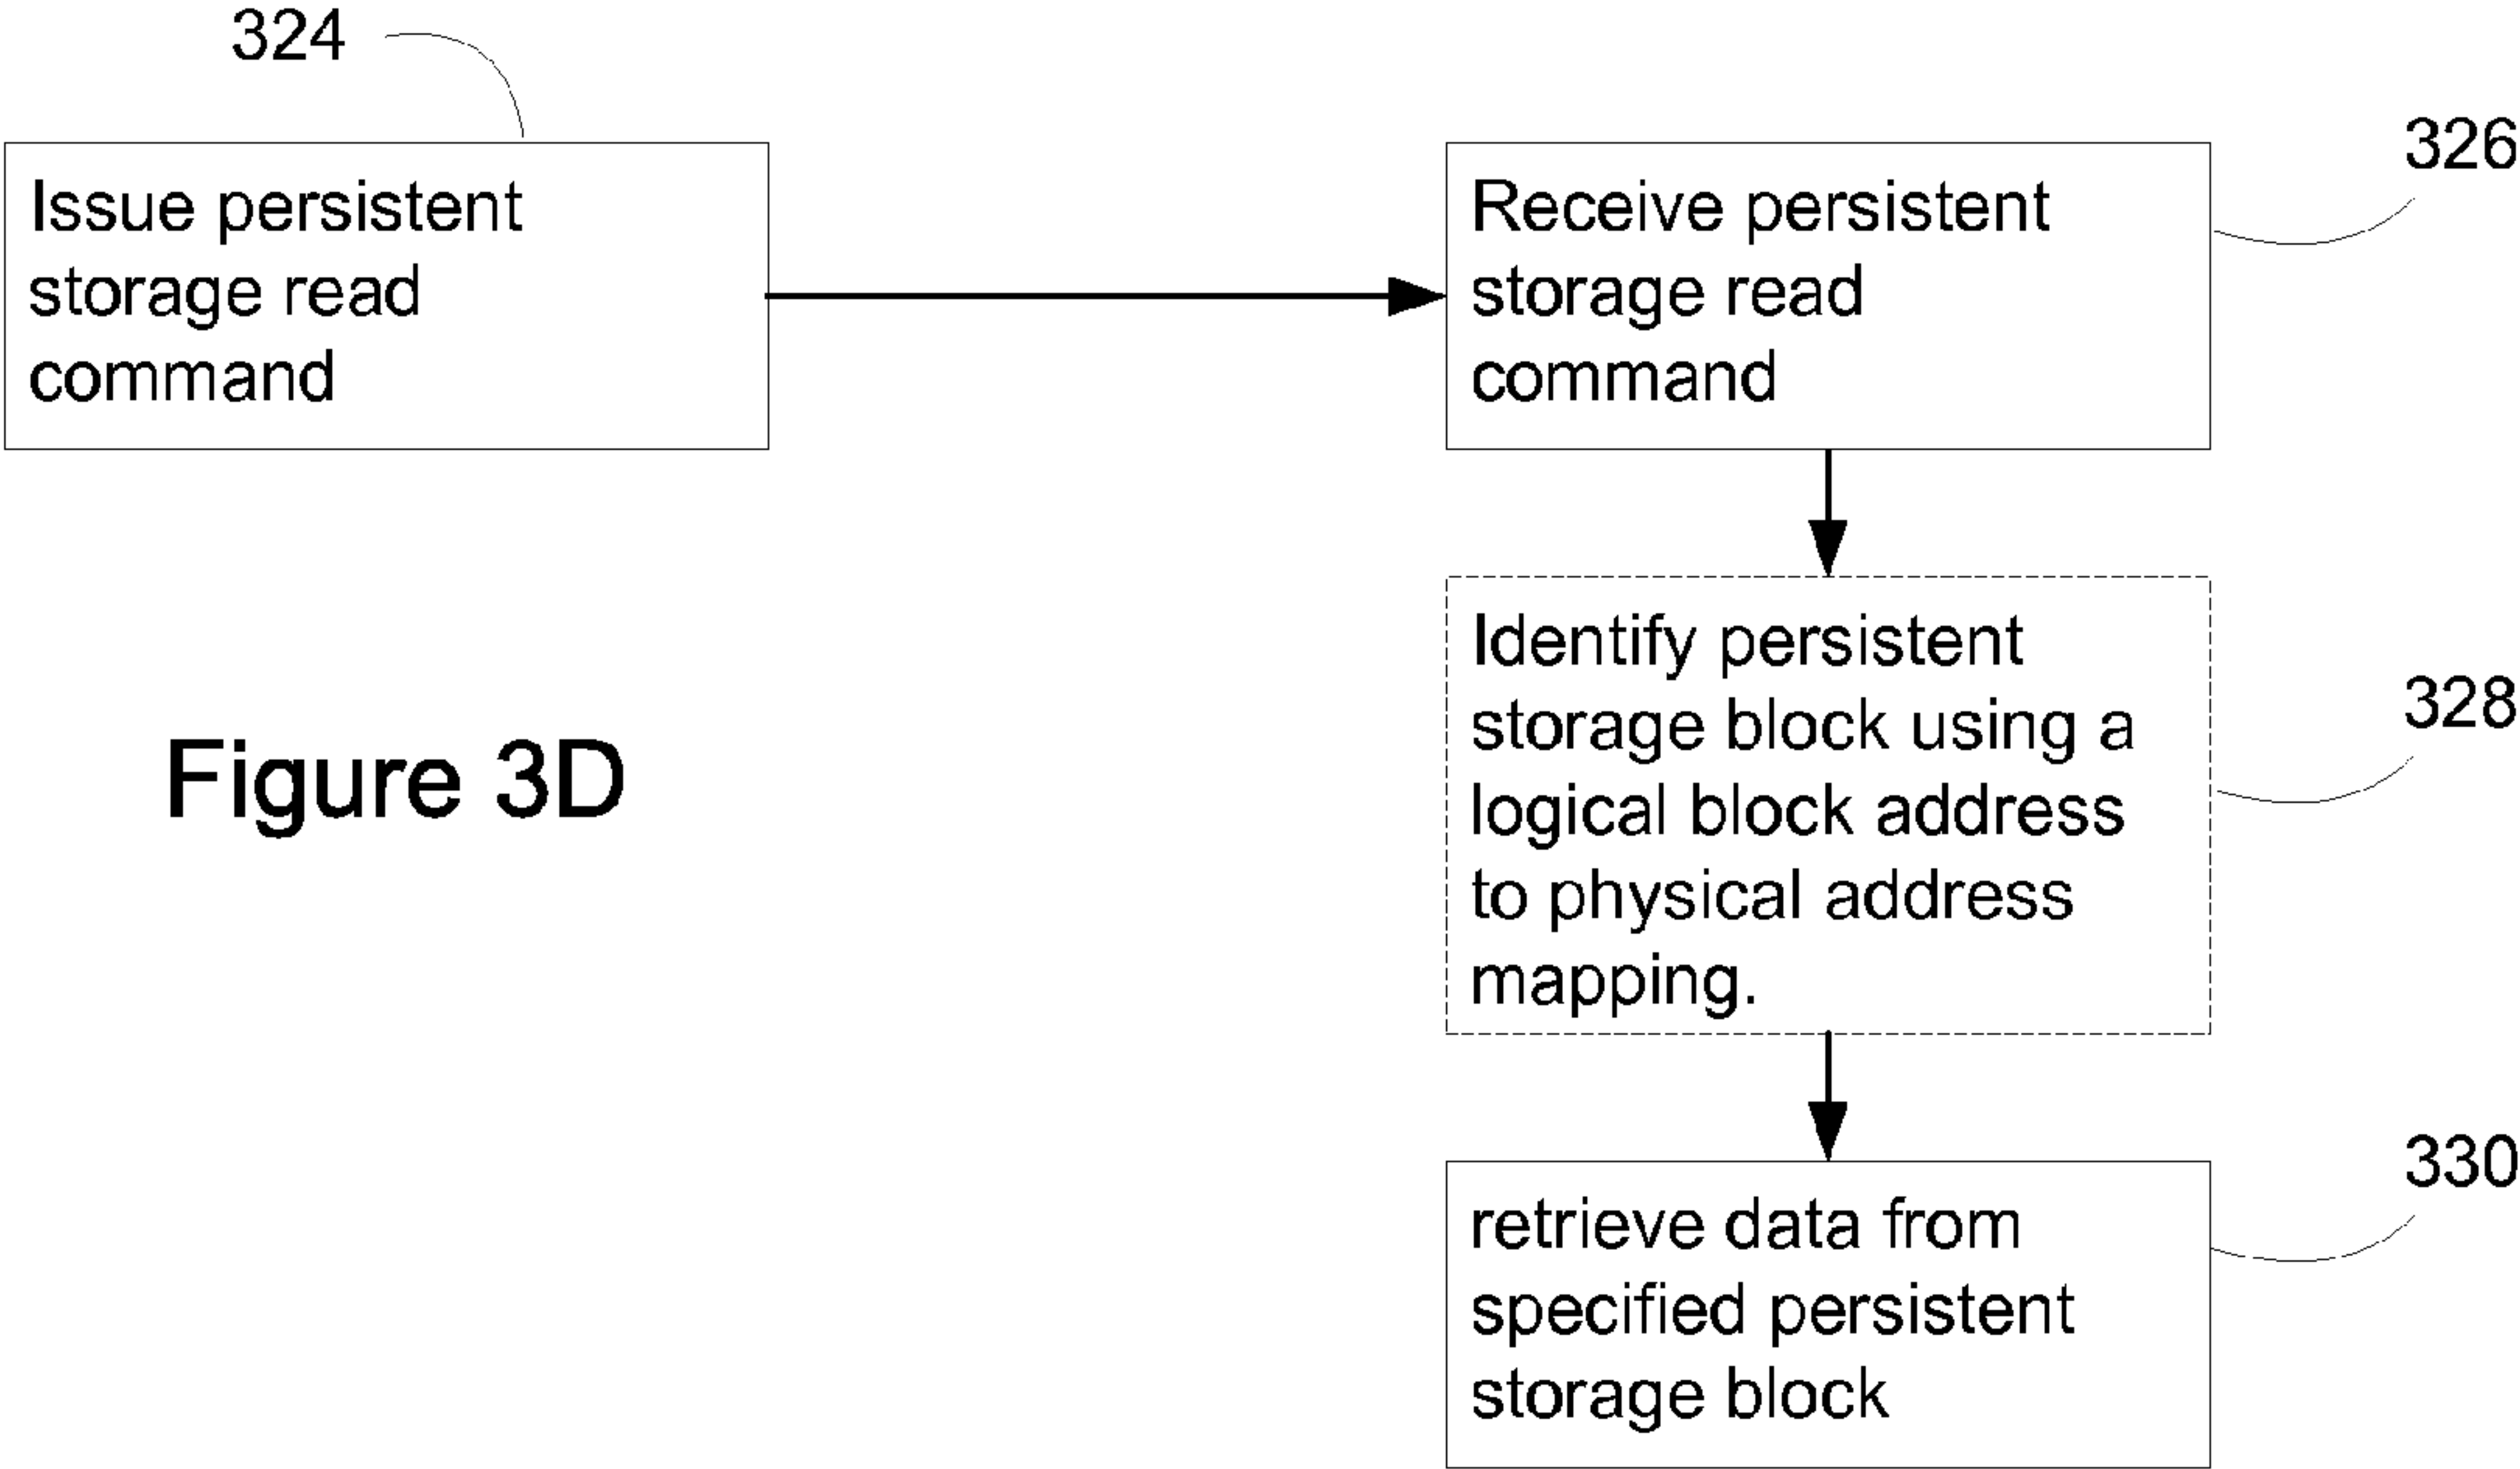 324
Issue persistent
storage read
command
326
Receive persistent
storage read
command
328
Identify persistent
storage block using a
logical block address
to physical address
mapping.
Figure 3D
330
retrieve data from
specified persistent
storage block